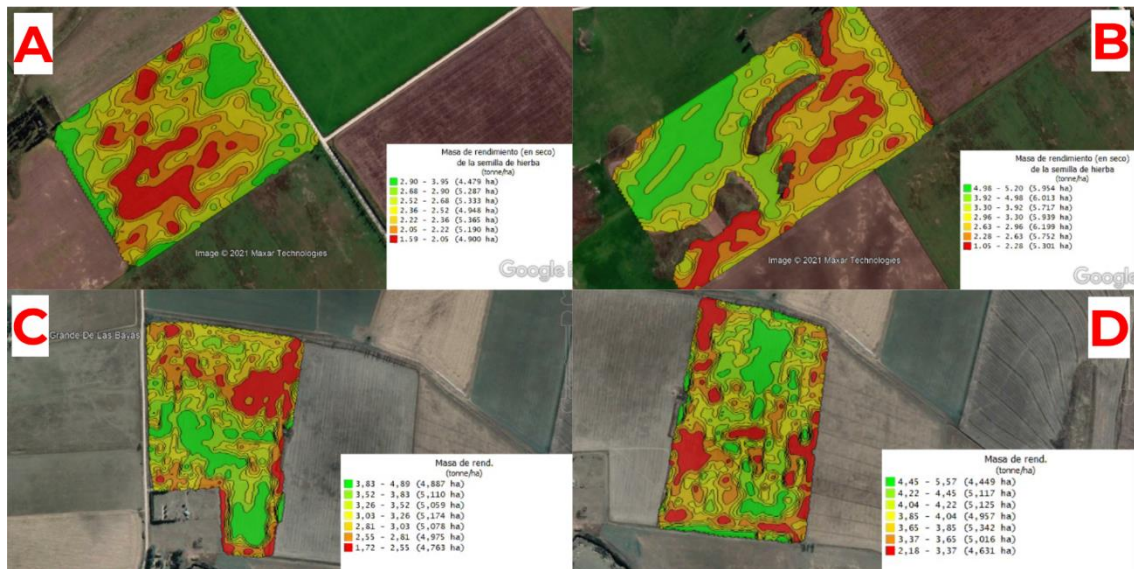 A
Masa de rendimiento (en seco)
de la semilla de hierba
(tonne/ha)
2.90 - 3.95 (4.479 ha)
2.68 - 2.90 (5.287 ha)
2.52 - 2.68 (5.333 ha)
2.36 - 2.52 (4.948 ha)
2.22 - 2.36 (5.365 ha)
2.05 - 2.22 (5.190 ha)
1.59 - 2.05 (4.900 ha)
Image © 2021 Maxar Technologies
Google
B
Masa de rendimiento (en seco)
de la semilla de hierba
(tonne/ha)
4.98 - 5.20 (5.954 ha)
3.92 - 4.98 (6.013 ha)
3.30 - 3.92 (5.717 ha)
2.96 - 3.30 (5.939 ha)
2.63 - 2.96 (6.199 ha)
2.28 - 2.63 (5.752 ha)
1.05 - 2.28 (5.301 ha)
Image © 2021 Maxar Technologies
Google
C
Grande De Las Bayas
Masa de rend.
(tonne/ha)
3,83 - 4,89 (4,887 ha)
3,52 - 3,83 (5,110 ha)
3,26 - 3,52 (5,059 ha)
3,03 - 3,26 (5,174 ha)
2,81 - 3,03 (5,078 ha)
2,55 - 2,81 (4,975 ha)
1,72 - 2,55 (4,763 ha)
D
Masa de rend.
(tonne/ha)
4,45 - 5,57 (4,449 ha)
4,22 - 4,45 (5,117 ha)
4,04 - 4,22 (5,125 ha)
3,85 - 4,04 (4,957 ha)
3,65 - 3,85 (5,342 ha)
3,37 - 3,65 (5,016 ha)
2,18 - 3,37 (4,631 ha)